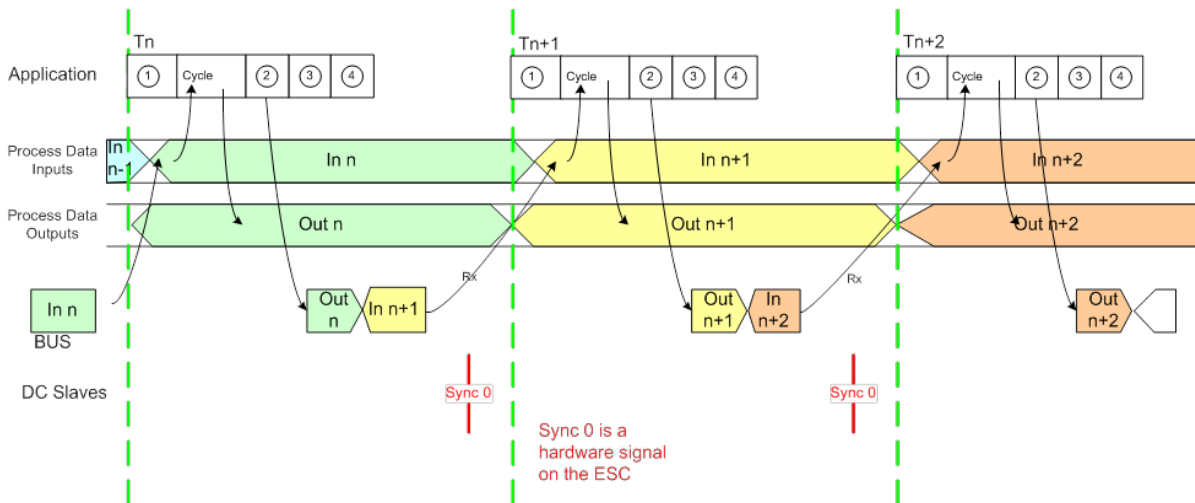 Tn
Tn+1
Tn+2
Application
1
Cycle
2
3
4
1
Cycle
2
3
4
1
Cycle
2
3
4
Process Data
Inputs
In
n-1
In n
In n+1
In n+2
Process Data
Outputs
Out n
Out n+1
Out n+2
Rx
Rx
In n
BUS
Out
n
In n+1
Out
n+1
In
n+2
Out
n+2
DC Slaves
Sync 0
Sync 0
Sync 0 is a
hardware signal
on the ESC